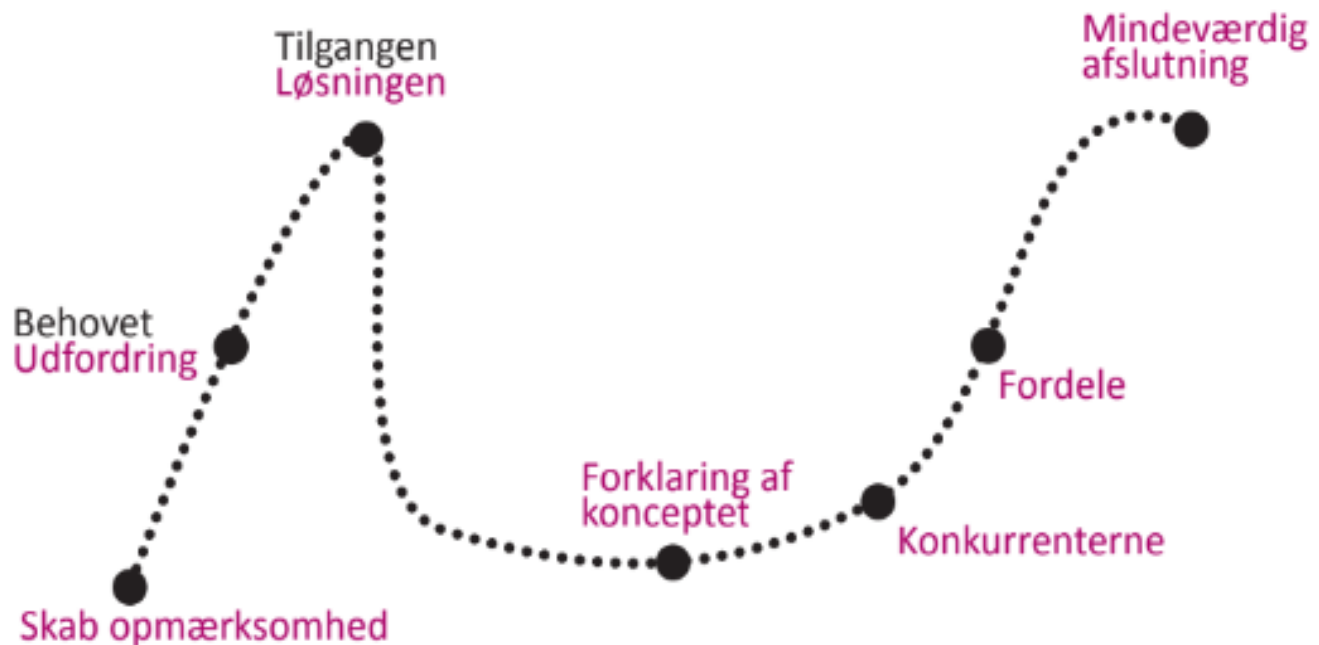 Tilgangen
Løsningen
Mindeværdig
afslutning
Behovet
Udfordring
Fordele
Forklaring af
konceptet
Konkurrenterne
Skab opmærksomhed